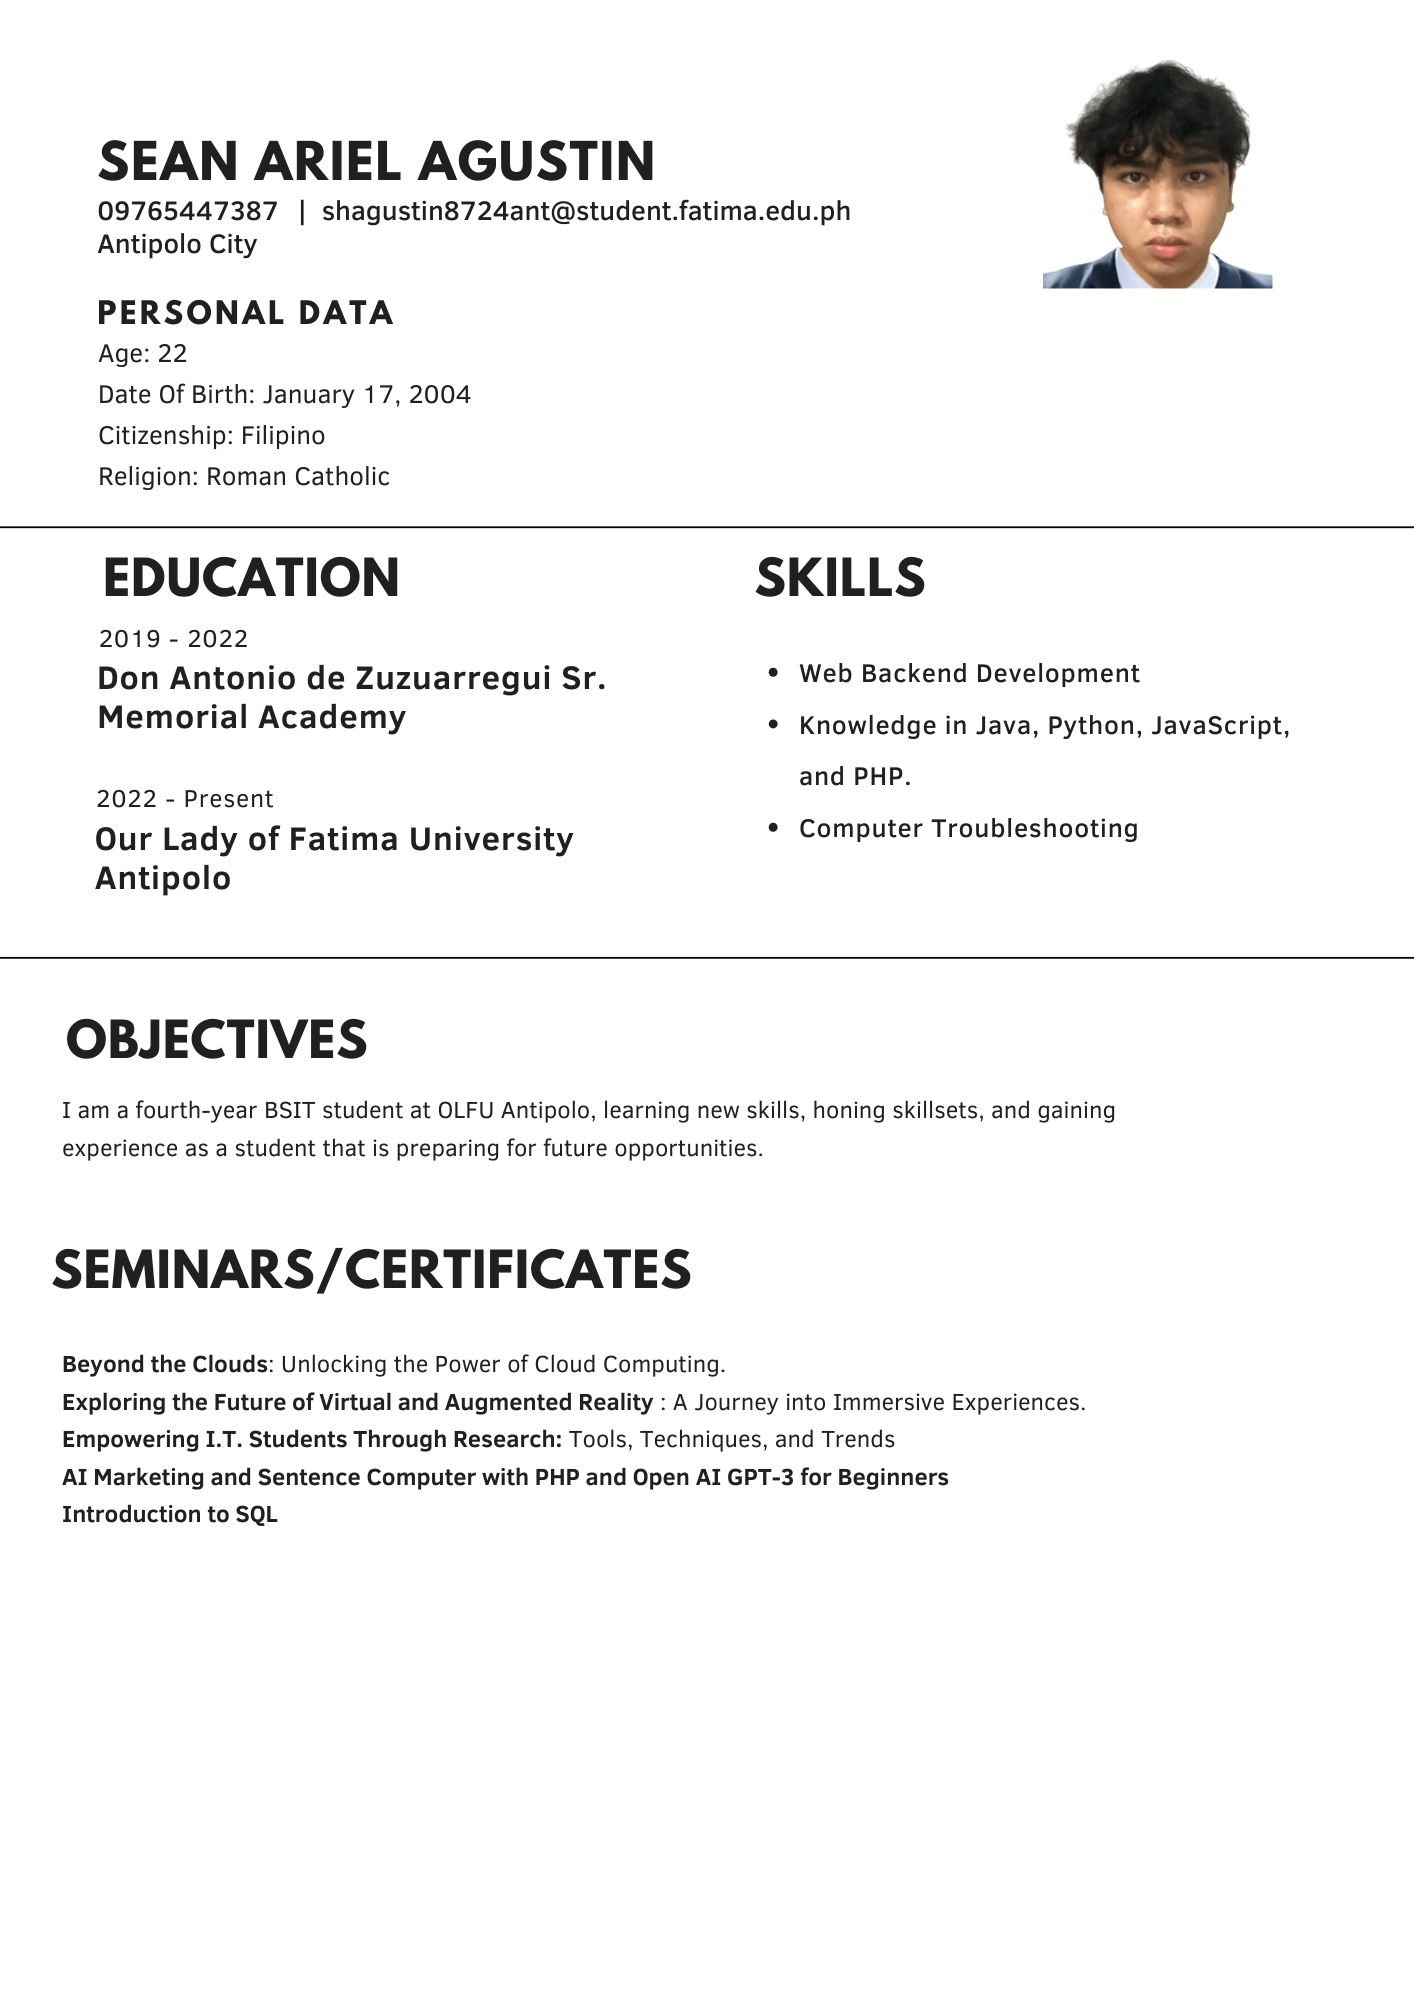 SEAN ARIEL AGUSTIN
09765447387 | shagustin8724ant@student.fatima.edu.ph
Antipolo City
PERSONAL DATA
Age: 22
Date Of Birth: January 17, 2004
Citizenship: Filipino
Religion: Roman Catholic
EDUCATION
2019 - 2022
Don Antonio de Zuzuarregui Sr.
Memorial Academy
2022 - Present
Our Lady of Fatima University
Antipolo
SKILLS
• Web Backend Development
• Knowledge in Java, Python, JavaScript,
and PHP.
• Computer Troubleshooting
OBJECTIVES
I am a fourth-year BSIT student at OLFU Antipolo, learning new skills, honing skillsets, and gaining
experience as a student that is preparing for future opportunities.
SEMINARS/CERTIFICATES
Beyond the Clouds: Unlocking the Power of Cloud Computing.
Exploring the Future of Virtual and Augmented Reality : A Journey into Immersive Experiences.
Empowering I.T. Students Through Research: Tools, Techniques, and Trends
AI Marketing and Sentence Computer with PHP and Open AI GPT-3 for Beginners
Introduction to SQL